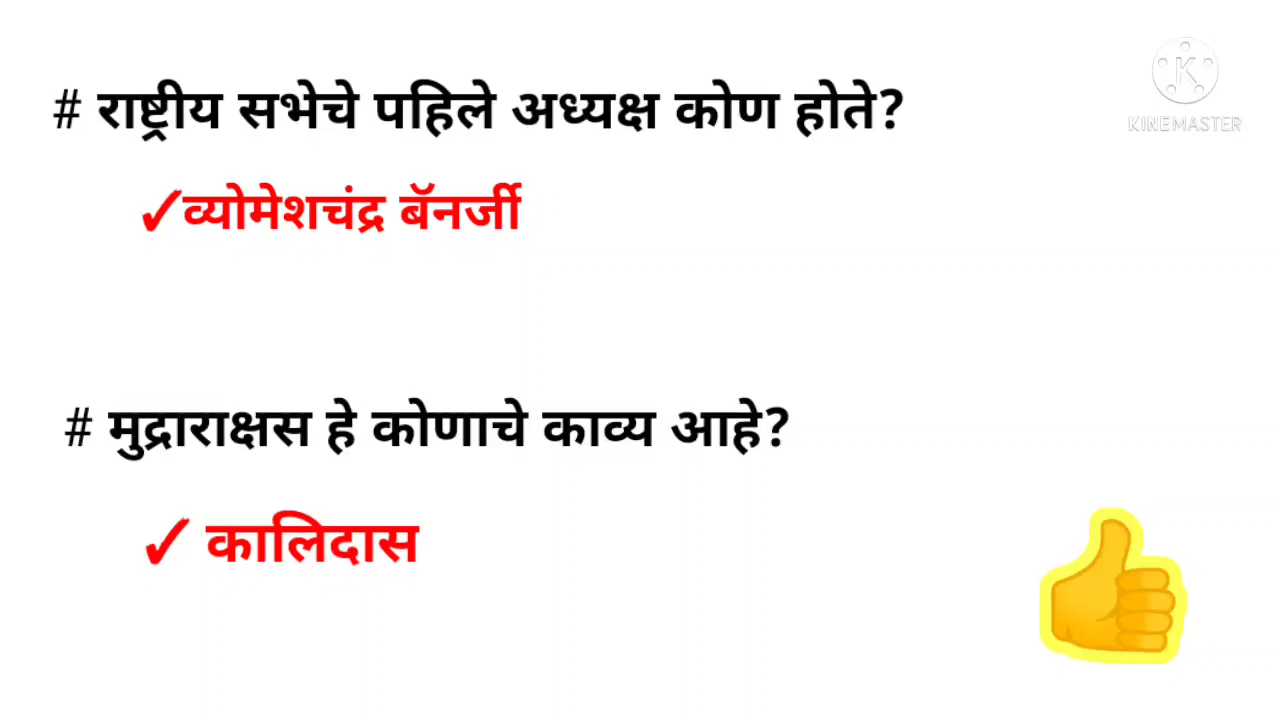 # राष्ट्रीय सभेचे पहिले अध्यक्ष कोण होते?
KINEMASTER
✓व्योमेशचंद्र बॅनर्जी
# मुद्राराक्षस हे कोणाचे काव्य आहे?
✓ कालिदास